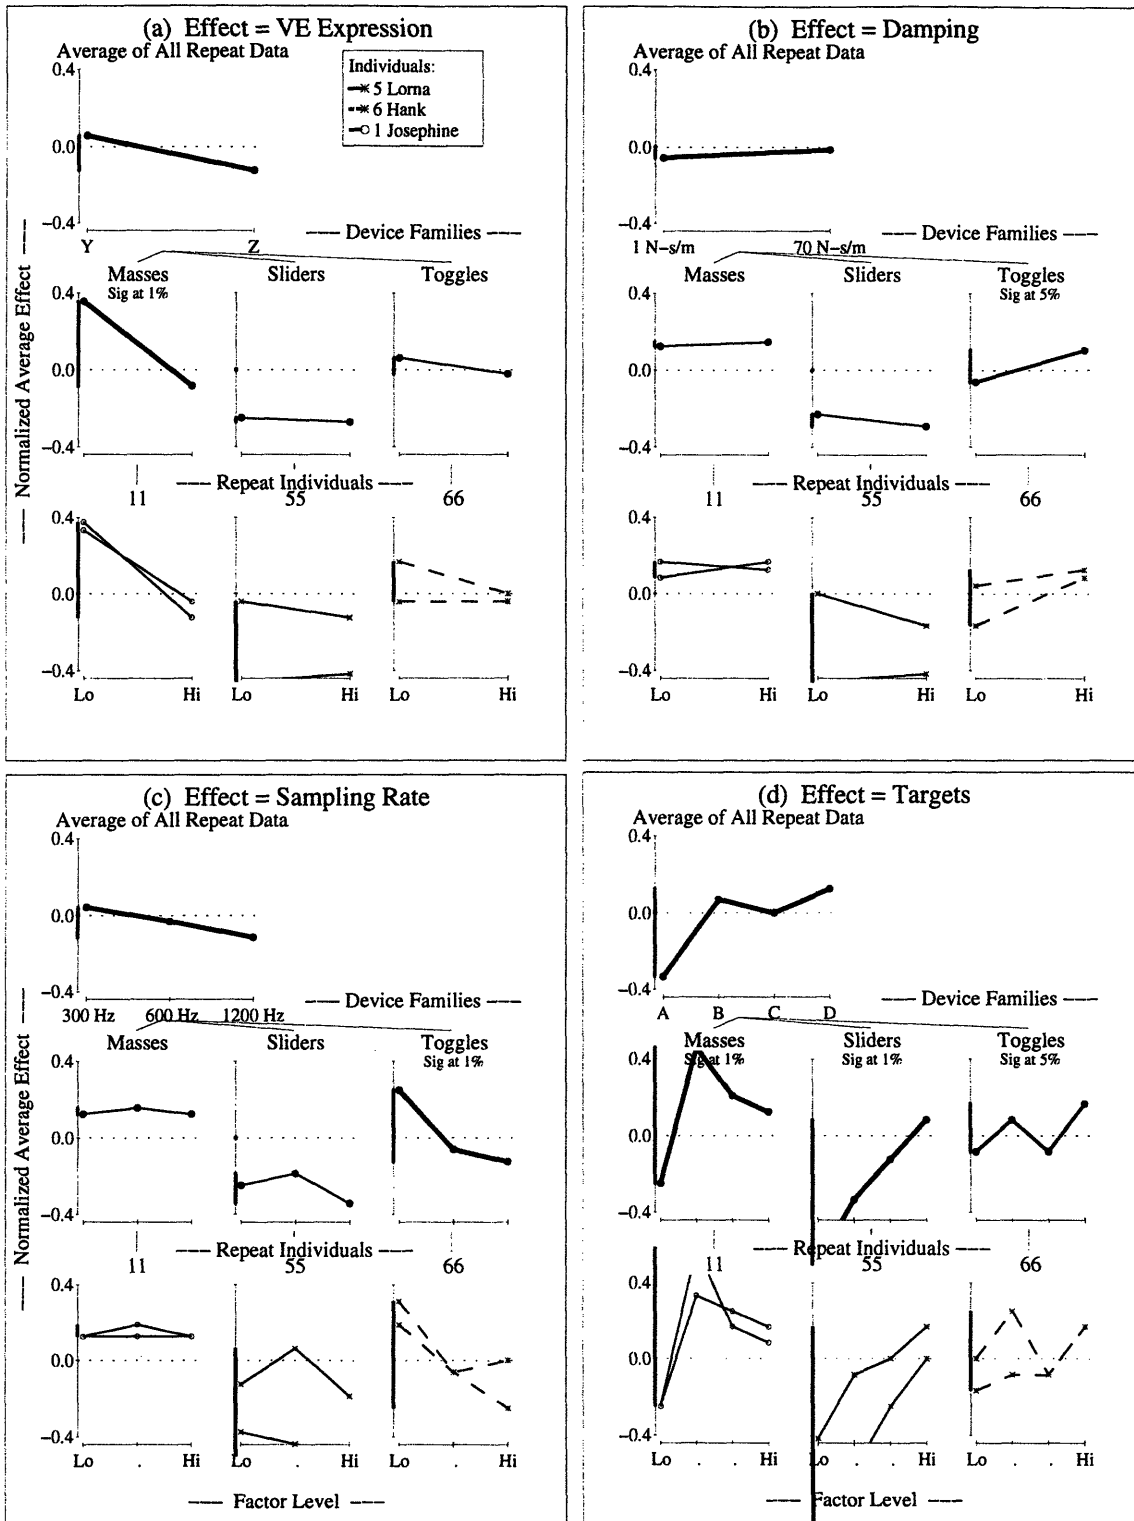 (a) Effect = VE Expression
Average of All Repeat Data
0.4
0.0
−0.4
Individuals:
5 Lorna
6 Hank
1 Josephine
Y Z
Device Families
Masses Sliders Toggles
Sig at 1%
0.4
0.0
−0.4
Normalized Average Effect
Repeat Individuals
11 55 66
0.4
0.0
−0.4
Lo Hi Lo Hi Lo Hi
(b) Effect = Damping
Average of All Repeat Data
0.4
0.0
−0.4
Device Families
1 N−s/m 70 N−s/m
Masses Sliders Toggles
Sig at 5%
0.4
0.0
−0.4
Repeat Individuals
11 55 66
0.4
0.0
−0.4
Lo Hi Lo Hi Lo Hi
(c) Effect = Sampling Rate
Average of All Repeat Data
0.4
0.0
−0.4
Device Families
300 Hz 600 Hz 1200 Hz
Masses Sliders Toggles
Sig at 1%
0.4
0.0
−0.4
Normalized Average Effect
Repeat Individuals
11 55 66
0.4
0.0
−0.4
Lo . Hi Lo . Hi Lo . Hi
Factor Level
(d) Effect = Targets
Average of All Repeat Data
0.4
0.0
−0.4
Device Families
A B C D
Masses Sliders Toggles
Sig at 1% Sig at 1% Sig at 5%
0.4
0.0
−0.4
Repeat Individuals
11 55 66
0.4
0.0
−0.4
Lo . . Hi Lo . . Hi Lo . . Hi
Factor Level